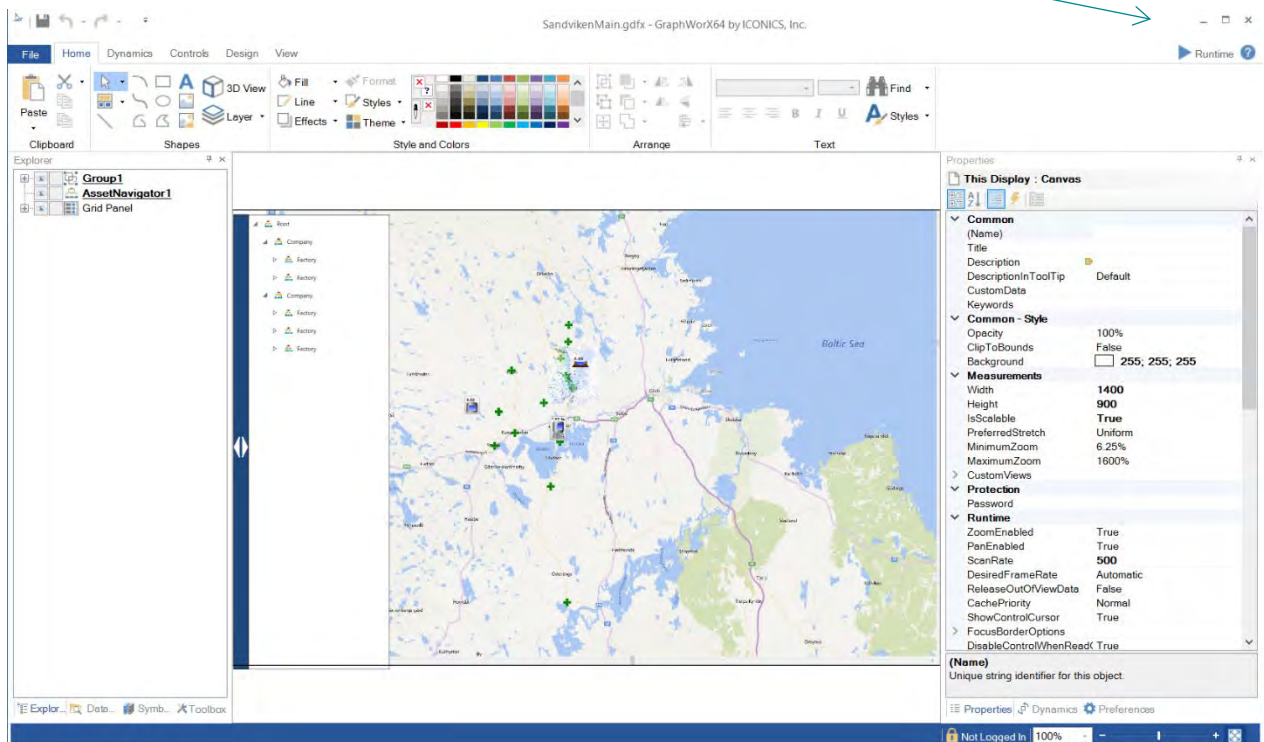 SandvikenMain.gdfx - GraphWorX64 by ICONICS, Inc.
File Home Dynamics Controls Design View Runtime
Paste
3D View
Layer
Fill
Line
Effects
Format
Styles
Theme
Find
B I U
Styles
Clipboard Shapes Style and Colors Arrange Text
Explorer
Group1
AssetNavigator1
Grid Panel
Root
Company
Factory
Factory
Company
Factory
Factory
Factory
Baltic Sea
Properties
This Display : Canvas
Common
(Name)
Title
Description
DescriptionInToolTip Default
CustomData
Keywords
Common - Style
Opacity 100%
ClipToBounds False
Background 255; 255; 255
Measurements
Width 1400
Height 900
IsScalable True
PreferredStretch Uniform
MinimumZoom 6.25%
MaximumZoom 1600%
CustomViews
Protection
Password
Runtime
ZoomEnabled True
PanEnabled True
ScanRate 500
DesiredFrameRate Automatic
ReleaseOutOfViewData False
CachePriority Normal
ShowControlCursor True
FocusBorderOptions
DisableControlWhenRead( True
(Name)
Unique string identifier for this object.
Explor... Data... Symb... Toolbox
Properties Dynamics Preferences
Not Logged In 100%